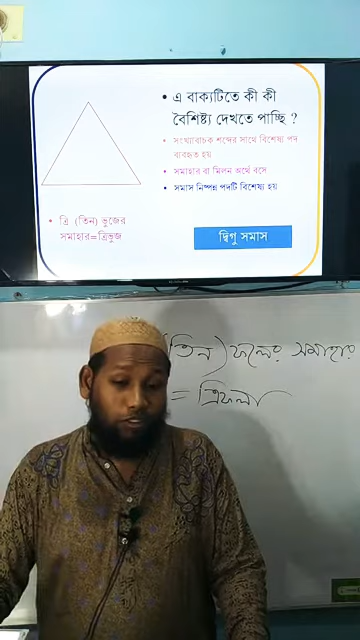 • এ বাক্যটিতে কী কী
বৈশিষ্ট্য দেখতে পাচ্ছি ?
• সংখ্যাবাচক শব্দের সাথে বিশেষ্য পদ
ব্যবহৃত হয়
• সমাহার বা মিলন অর্থে বসে
• সমাস নিষ্পন্ন পদটি বিশেষ্য হয়
• ত্রি (তিন) ভুজের
সমাহার=ত্রিভুজ
দ্বিগু সমাস
(তিন) ফলের সমাহার
= ত্রিফলা